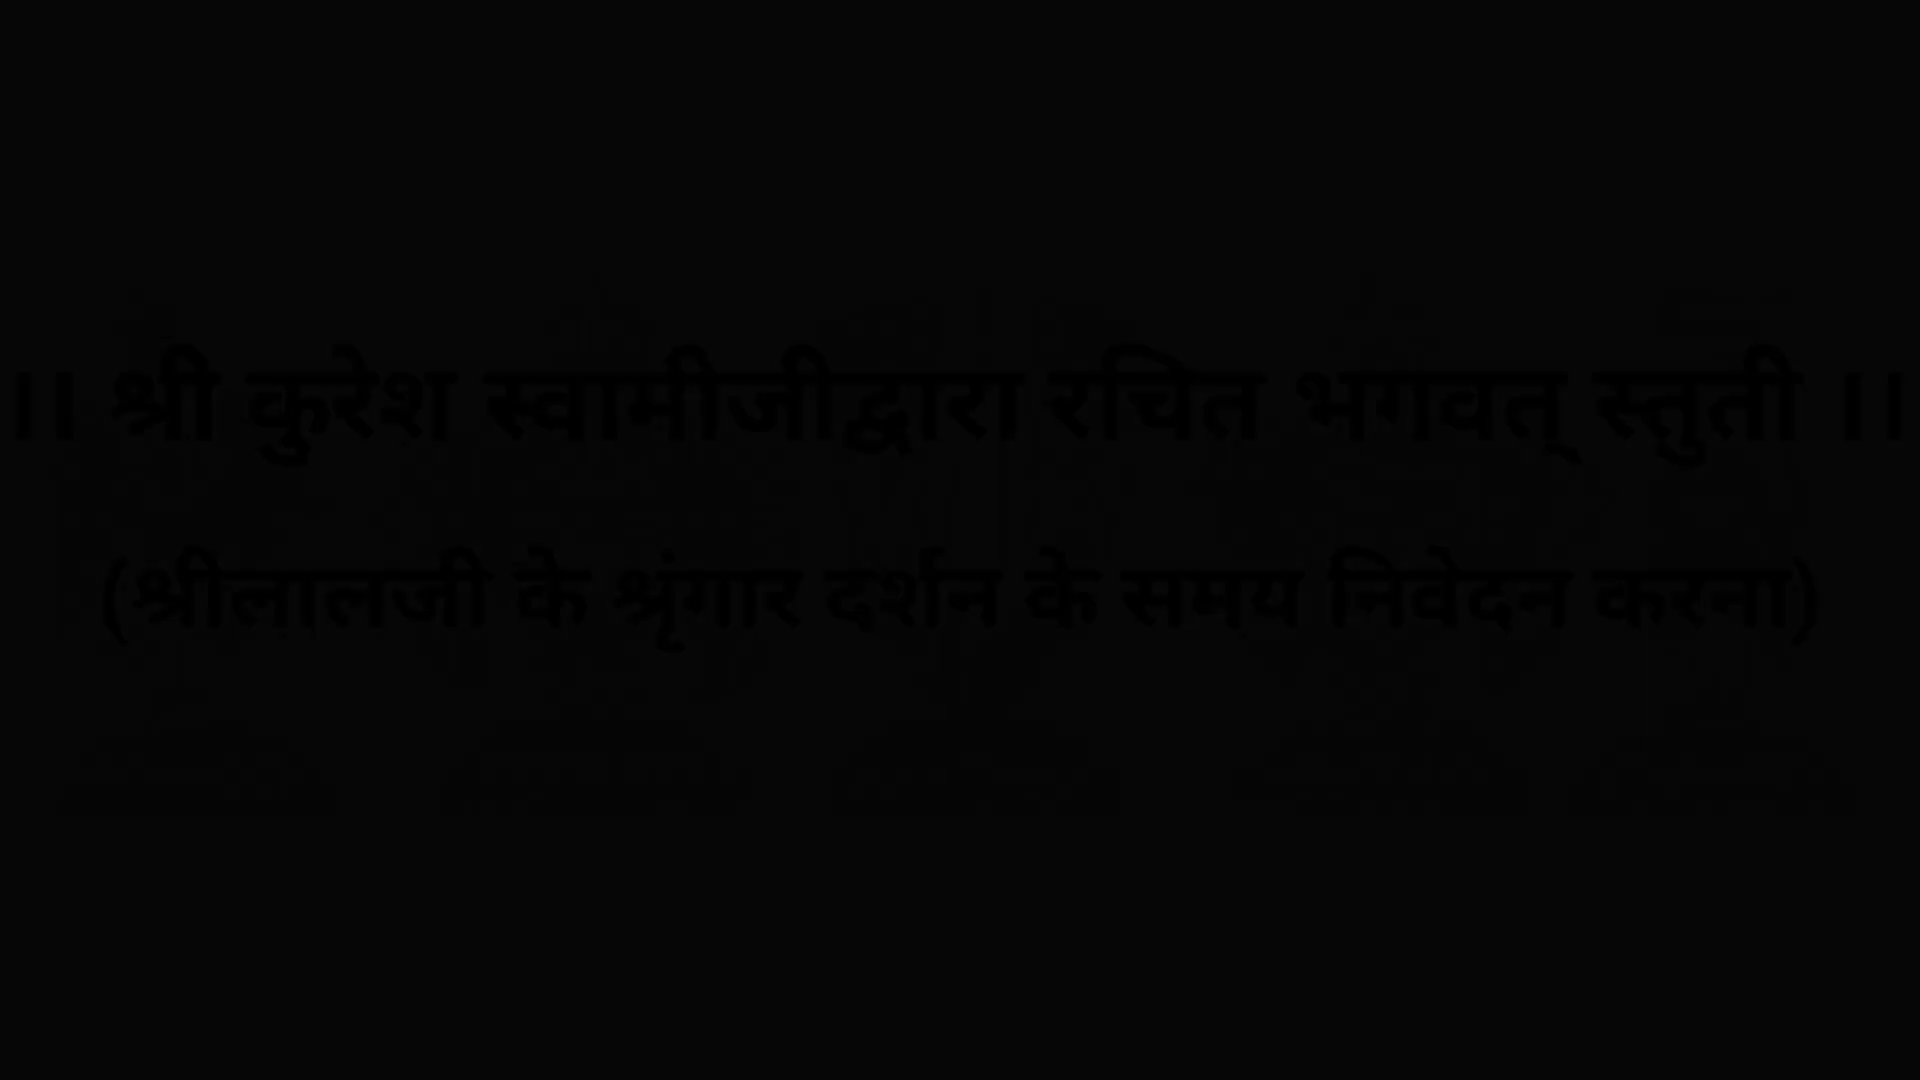 ।। श्री कुरेश स्वामीजीद्वारा रचित भगवत् स्तुती ।।
(श्रीलालजी के श्रृंगार दर्शन के समय निवेदन करना)